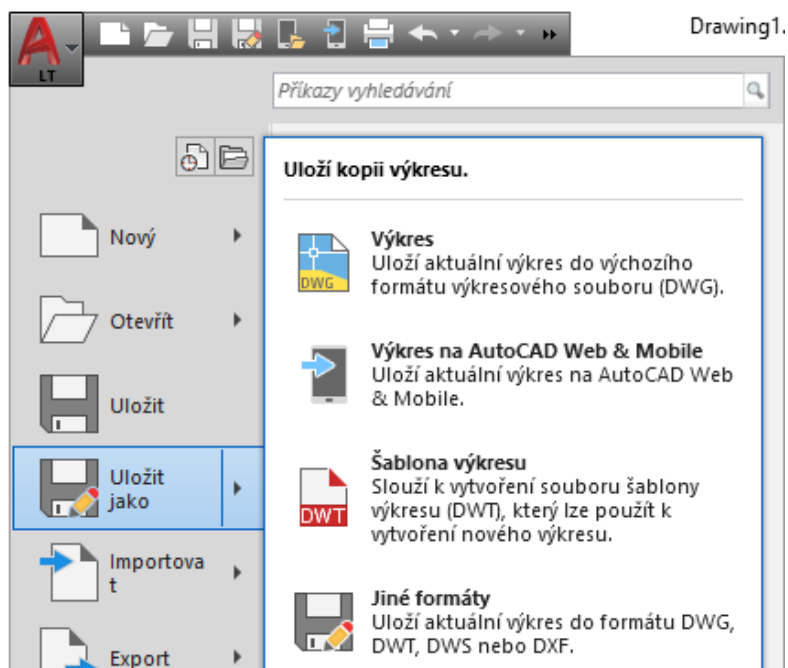 Drawing1.
LT
Příkazy vyhledávání
Uloží kopii výkresu.
Nový
Otevřít
Uložit
Uložit
jako
Importova
t
Export
Výkres
Uloží aktuální výkres do výchozího
formátu výkresového souboru (DWG).
DWG
Výkres na AutoCAD Web & Mobile
Uloží aktuální výkres na AutoCAD Web
& Mobile.
Šablona výkresu
Slouží k vytvoření souboru šablony
výkresu (DWT), který lze použít k
vytvoření nového výkresu.
DWT
Jiné formáty
Uloží aktuální výkres do formátu DWG,
DWT, DWS nebo DXF.